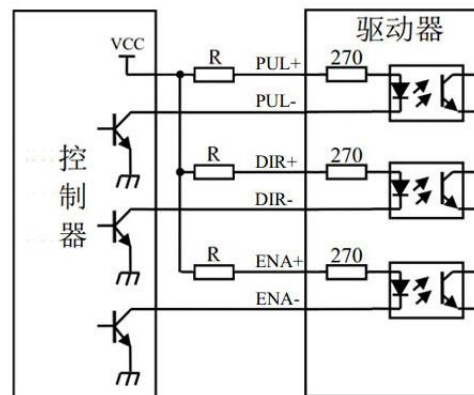 驱动器
VCC
R PUL+ 270
PUL-
控制器
R DIR+ 270
DIR-
R ENA+ 270
ENA-